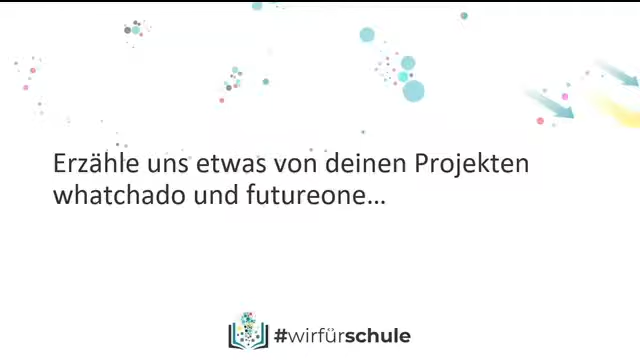 Erzähle uns etwas von deinen Projekten
whatchado und futureone...
#wirfürschule